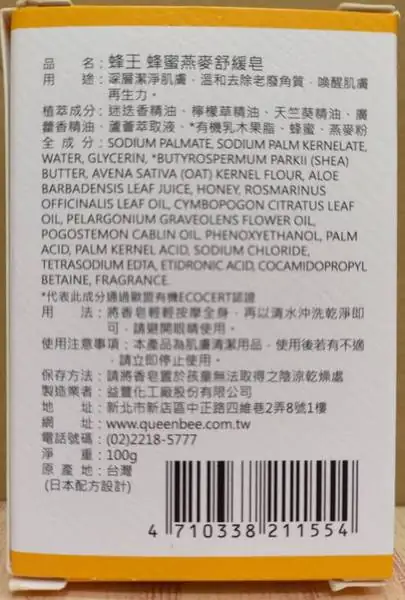 品名：蜂王 蜂蜜燕麥舒緩皂
用途：深層潔淨肌膚，溫和去除老廢角質，喚醒肌膚
再生力。
植萃成分：迷迭香精油、檸檬草精油、天竺葵精油、廣
藿香精油、蘆薈萃取液、*有機乳木果脂、蜂蜜、燕麥粉
全成分：SODIUM PALMATE, SODIUM PALM KERNELATE,
WATER, GLYCERIN, *BUTYROSPERMUM PARKII (SHEA)
BUTTER, AVENA SATIVA (OAT) KERNEL FLOUR, ALOE
BARBADENSIS LEAF JUICE, HONEY, ROSMARINUS
OFFICINALIS LEAF OIL, CYMBOPOGON CITRATUS LEAF
OIL, PELARGONIUM GRAVEOLENS FLOWER OIL,
POGOSTEMON CABLIN OIL, PHENOXYETHANOL, PALM
ACID, PALM KERNEL ACID, SODIUM CHLORIDE,
TETRASODIUM EDTA, ETIDRONIC ACID, COCAMIDOPROPYL
BETAINE, FRAGRANCE.
*代表此成分通過歐盟有機ECOCERT認證
用法：將香皂輕輕按摩全身，再以清水沖洗乾淨即
可，請避開眼睛使用。
使用注意事項：本產品為肌膚清潔用品，使用後若有不適
，請立即停止使用。
保存方法：請將香皂置於孩童無法取得之陰涼乾燥處
製造業者：益豐化工廠股份有限公司
地址：新北市新店區中正路四維巷2弄8號1樓
網址：www.queenbee.com.tw
電話號碼：(02)2218-5777
淨重：100g
原產地：台灣
(日本配方設計)
4 710338 211554